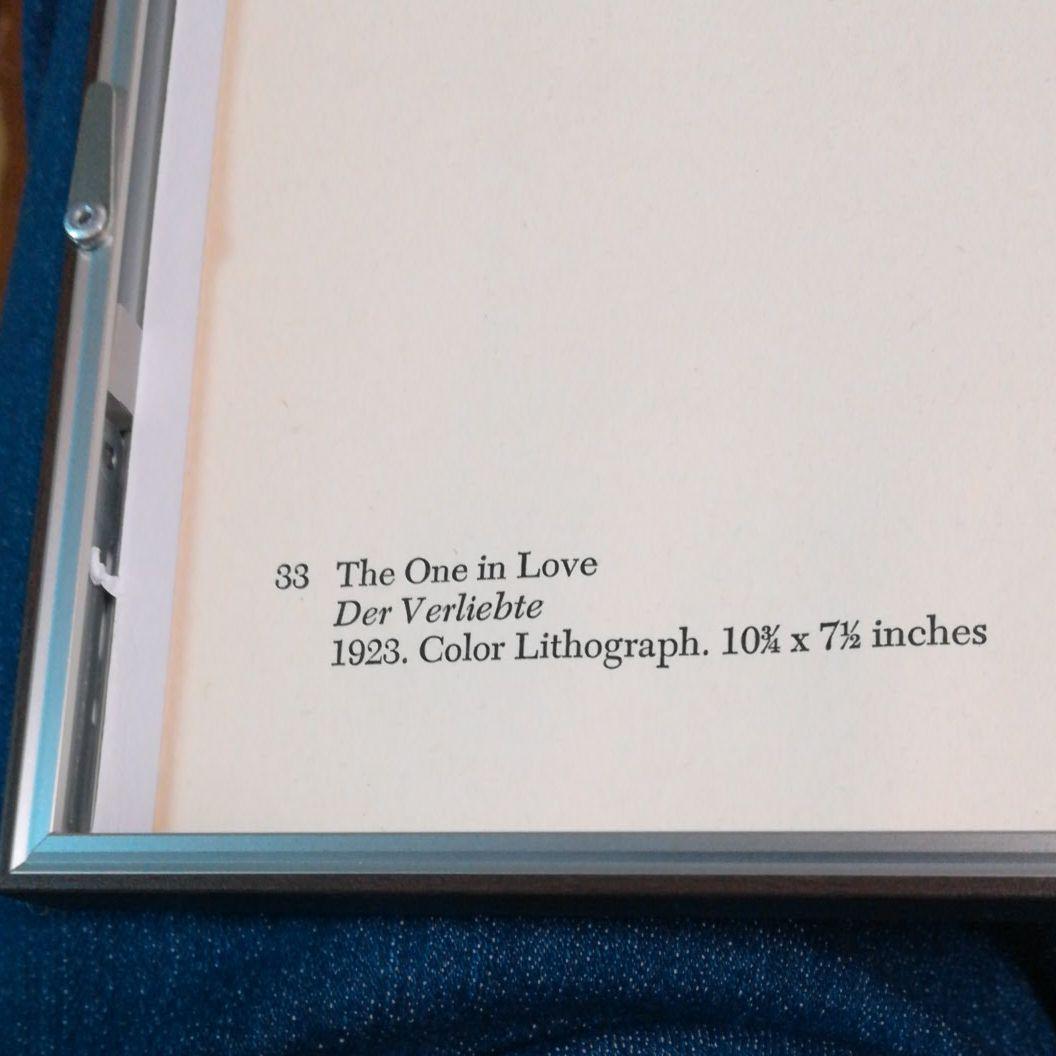 33 The One in Love
Der Verliebte
1923. Color Lithograph. 10¾ x 7½ inches